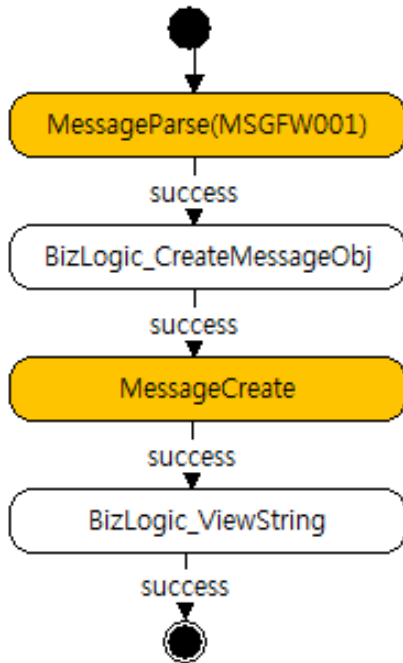 MessageParse(MSGFW001)
success
BizLogic_CreateMessageObj
success
MessageCreate
success
BizLogic_ViewString
success